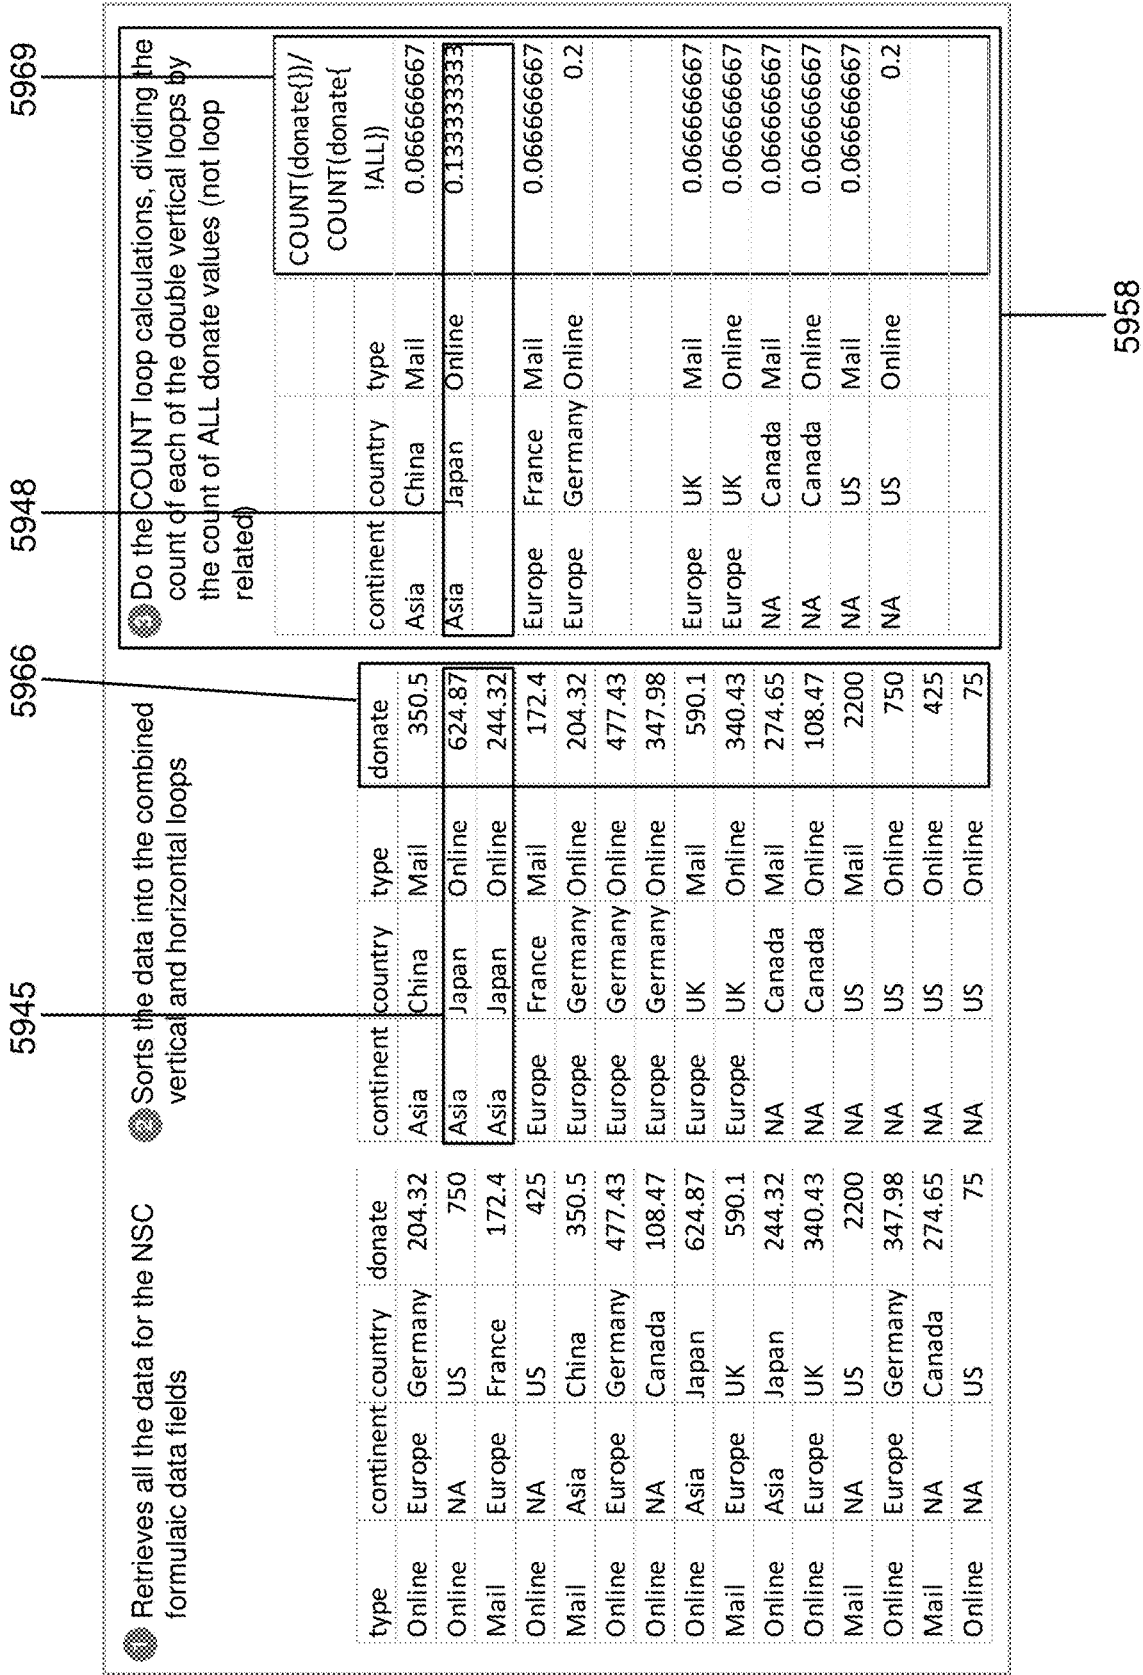 Retrieves all the data for the NSC
formulaic data fields
type continent country donate
Online Europe Germany 204.32
Online NA US 750
Mail Europe France 172.4
Online NA US 425
Mail Asia China 350.5
Online Europe Germany 477.43
Online NA Canada 108.47
Online Asia Japan 624.87
Mail Europe UK 590.1
Online Asia Japan 244.32
Online Europe UK 340.43
Mail NA US 2200
Online Europe Germany 347.98
Mail NA Canada 274.65
Online NA US 75
5945
5966
Sorts the data into the combined
vertical and horizontal loops
continent country type donate
Asia China Mail 350.5
Asia Japan Online 624.87
Asia Japan Online 244.32
Europe France Mail 172.4
Europe Germany Online 204.32
Europe Germany Online 477.43
Europe Germany Online 347.98
Europe UK Mail 590.1
Europe UK Online 340.43
NA Canada Mail 274.65
NA Canada Online 108.47
NA US Mail 2200
NA US Online 750
NA US Online 425
NA US Online 75
5948
5969
Do the COUNT loop calculations, dividing the
count of each of the double vertical loops by
the count of ALL donate values (not loop
related)
COUNT(donate{})/
COUNT(donate{
!ALL})
continent country type
Asia China Mail 0.066666667
Asia Japan Online 0.133333333
Europe France Mail 0.066666667
Europe Germany Online 0.2
Europe UK Mail 0.066666667
Europe UK Online 0.066666667
NA Canada Mail 0.066666667
NA Canada Online 0.066666667
NA US Mail 0.066666667
NA US Online 0.2
5958